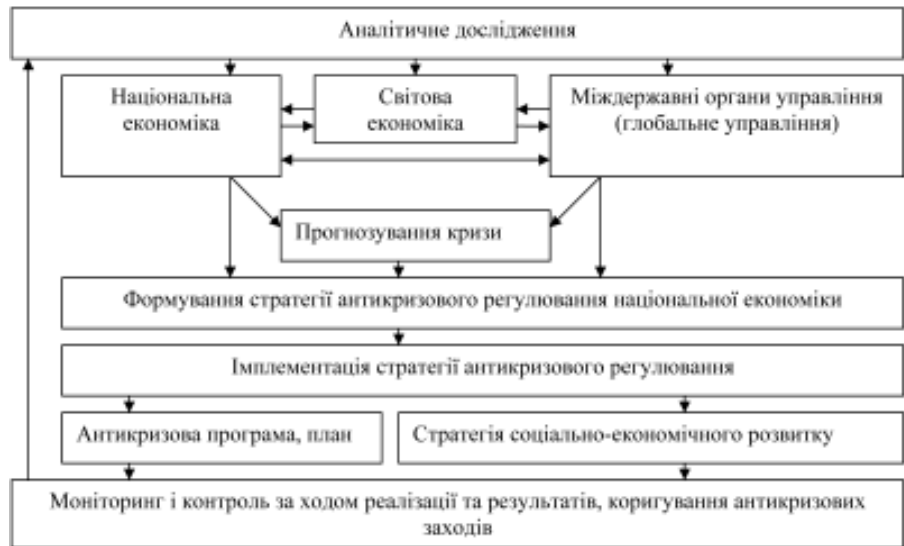 Аналітичне дослідження
Національна
економіка
Світова
економіка
Міждержавні органи управління
(глобальне управління)
Прогнозування кризи
Формування стратегії антикризового регулювання національної економіки
Імплементація стратегії антикризового регулювання
Антикризова програма, план
Стратегія соціально-економічного розвитку
Моніторинг і контроль за ходом реалізації та результатів, коригування антикризових
заходів